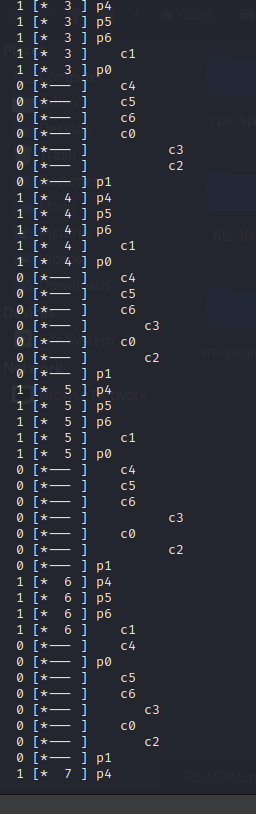 1 [*  3 ] p4
1 [*  3 ] p5
1 [*  3 ] p6
1 [*  3 ]    c1
1 [*  3 ] p0
0 [*--- ]    c4
0 [*--- ]    c5
0 [*--- ]    c6
0 [*--- ]    c0
0 [*--- ]          c3
0 [*--- ]          c2
0 [*--- ] p1
1 [*  4 ] p4
1 [*  4 ] p5
1 [*  4 ] p6
1 [*  4 ]    c1
1 [*  4 ] p0
0 [*--- ]    c4
0 [*--- ]    c5
0 [*--- ]    c6
0 [*--- ]       c3
0 [*--- ]    c0
0 [*--- ]       c2
0 [*--- ] p1
1 [*  5 ] p4
1 [*  5 ] p5
1 [*  5 ] p6
1 [*  5 ]    c1
1 [*  5 ] p0
0 [*--- ]    c4
0 [*--- ]    c5
0 [*--- ]    c6
0 [*--- ]          c3
0 [*--- ]    c0
0 [*--- ]          c2
0 [*--- ] p1
1 [*  6 ] p4
1 [*  6 ] p5
1 [*  6 ] p6
1 [*  6 ]    c1
0 [*--- ]    c4
0 [*--- ] p0
0 [*--- ]    c5
0 [*--- ]    c6
0 [*--- ]       c3
0 [*--- ]    c0
0 [*--- ]       c2
0 [*--- ] p1
1 [*  7 ] p4